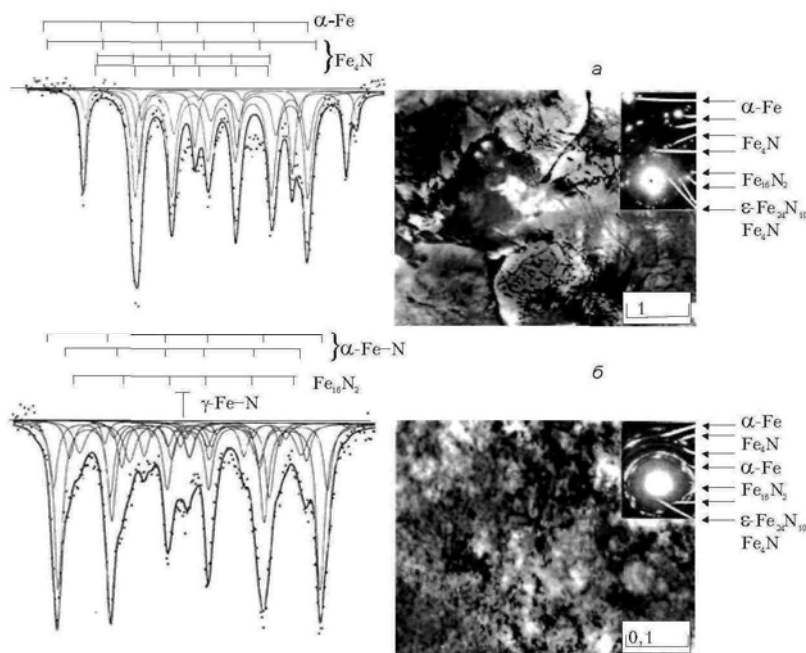 α-Fe
Fe₄N
а
α-Fe
Fe₄N
Fe₁₆N₂
ε-Fe₂₄N₁₀
Fe₄N
1
α-Fe-N
Fe₁₆N₂
γ-Fe-N
б
α-Fe
Fe₄N
α-Fe
Fe₁₆N₂
ε-Fe₂₄N₁₀
Fe₄N
0,1